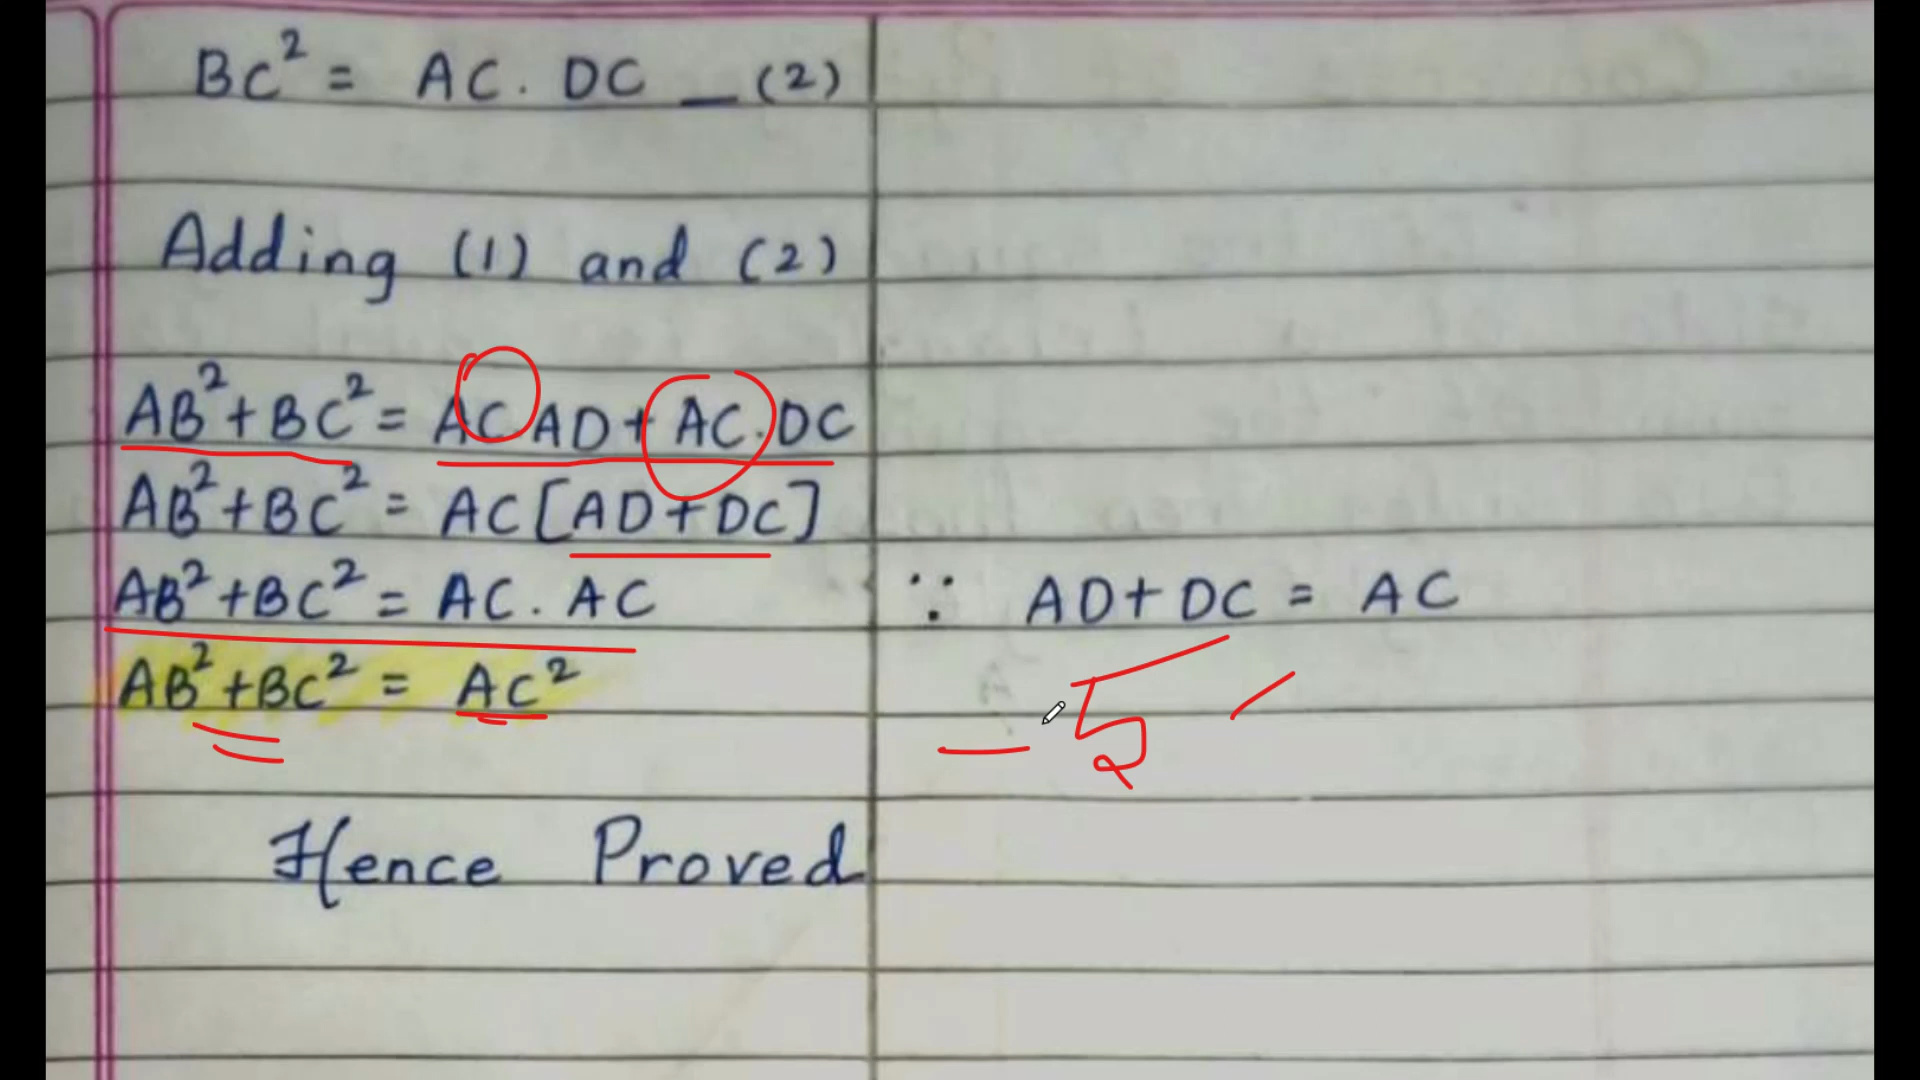 BC² = AC . DC — (2)
Adding (1) and (2)
AB² + BC² = AC AD + AC . DC
AB² + BC² = AC [AD + DC]
AB² + BC² = AC . AC ∵ AD + DC = AC
AB² + BC² = AC²
5
Hence Proved